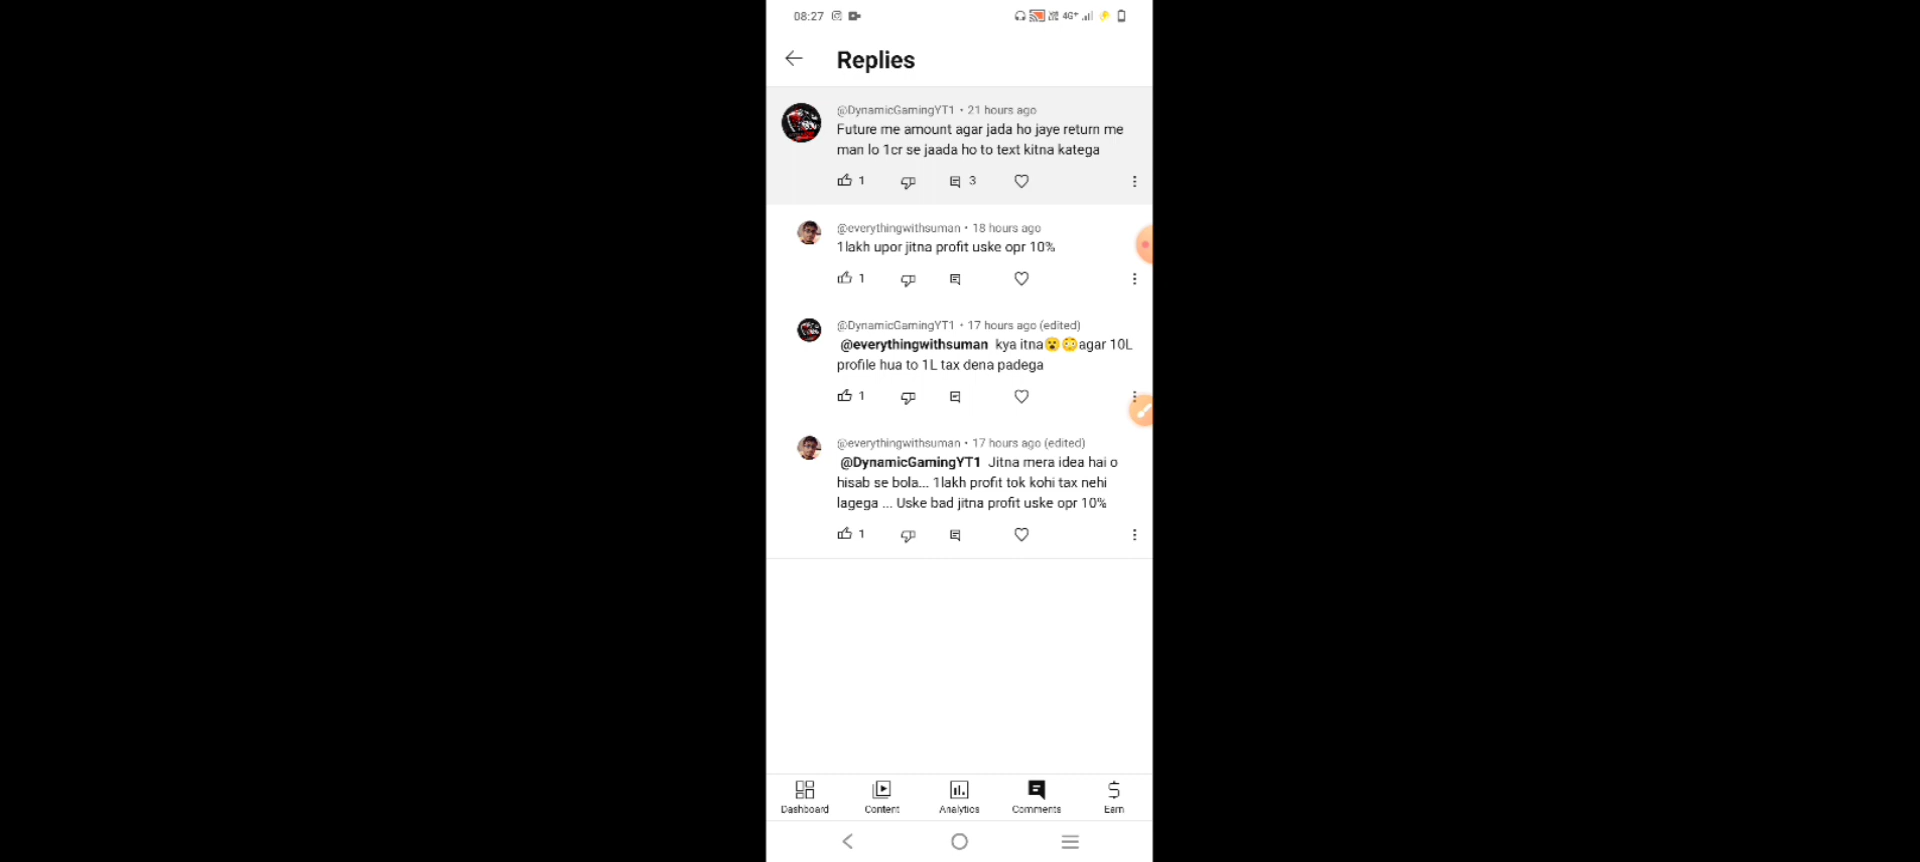 08:27 4G+
Replies
@DynamicGamingYT1 • 21 hours ago
Future me amount agar jada ho jaye return me
man lo 1cr se jaada ho to text kitna katega
1 3
@everythingwithsuman • 18 hours ago
1lakh upor jitna profit uske opr 10%
1
@DynamicGamingYT1 • 17 hours ago (edited)
@everythingwithsuman kya itna😮😳agar 10L
profile hua to 1L tax dena padega
1
@everythingwithsuman • 17 hours ago (edited)
@DynamicGamingYT1 Jitna mera idea hai o
hisab se bola... 1lakh profit tok kohi tax nehi
lagega ... Uske bad jitna profit uske opr 10%
1
Dashboard Content Analytics Comments Earn